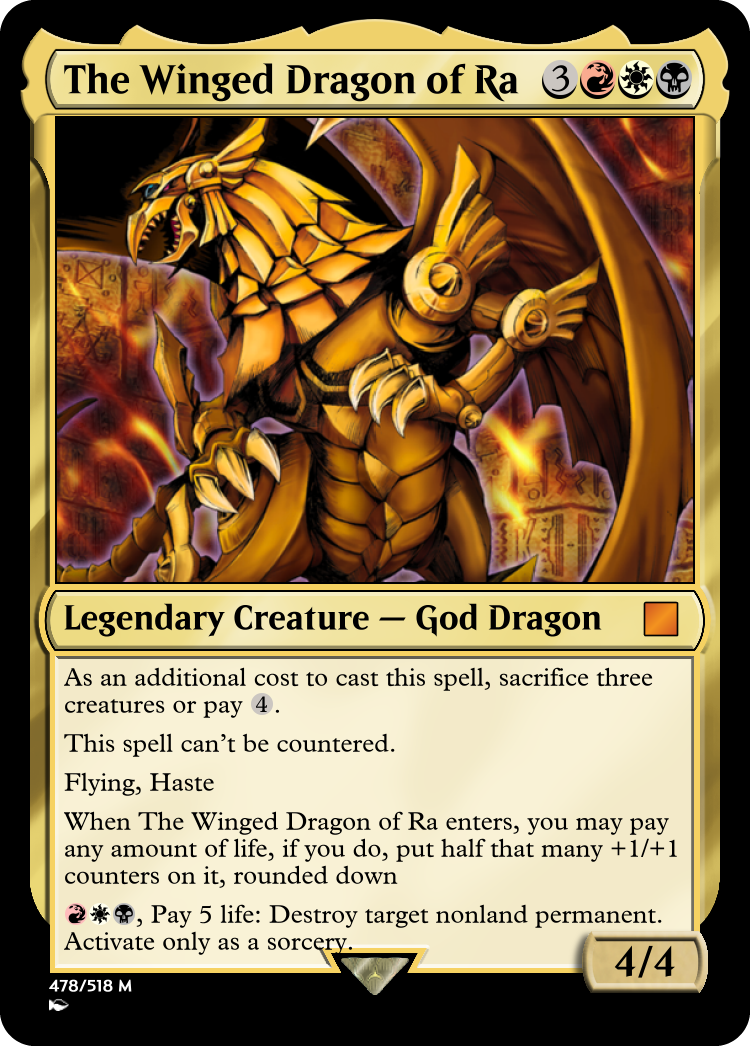 The Winged Dragon of Ra 3
Legendary Creature — God Dragon
As an additional cost to cast this spell, sacrifice three
creatures or pay 4.
This spell can't be countered.
Flying, Haste
When The Winged Dragon of Ra enters, you may pay
any amount of life, if you do, put half that many +1/+1
counters on it, rounded down
, Pay 5 life: Destroy target nonland permanent.
Activate only as a sorcery.
4/4
478/518 M